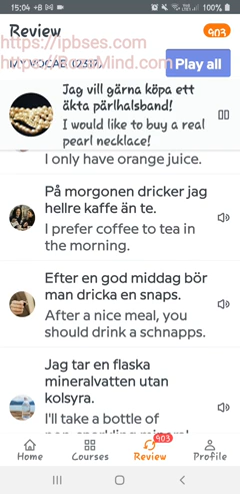 15:04 +B
100%
Review
903
https://ipbses.com
MY VOCAB (2317)
Play all
Jag vill gärna köpa ett
äkta pärlhalsband!
I would like to buy a real
pearl necklace!
I only have orange juice.
På morgonen dricker jag
hellre kaffe än te.
I prefer coffee to tea in
the morning.
Efter en god middag bör
man dricka en snaps.
After a nice meal, you
should drink a schnapps.
Jag tar en flaska
mineralvatten utan
kolsyra.
I'll take a bottle of
903
Home Courses Review Profile